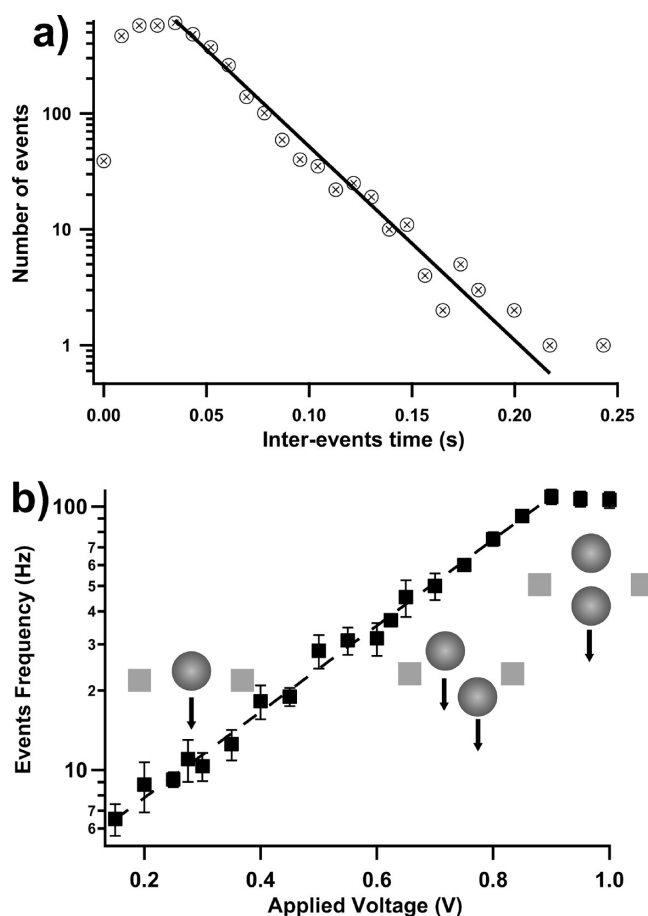 a)
Number of events
100
10
1
0.00 0.05 0.10 0.15 0.20 0.25
Inter-events time (s)
b)
Events Frequency (Hz)
100
7
6
5
4
3
2
10
7
6
0.2 0.4 0.6 0.8 1.0
Applied Voltage (V)